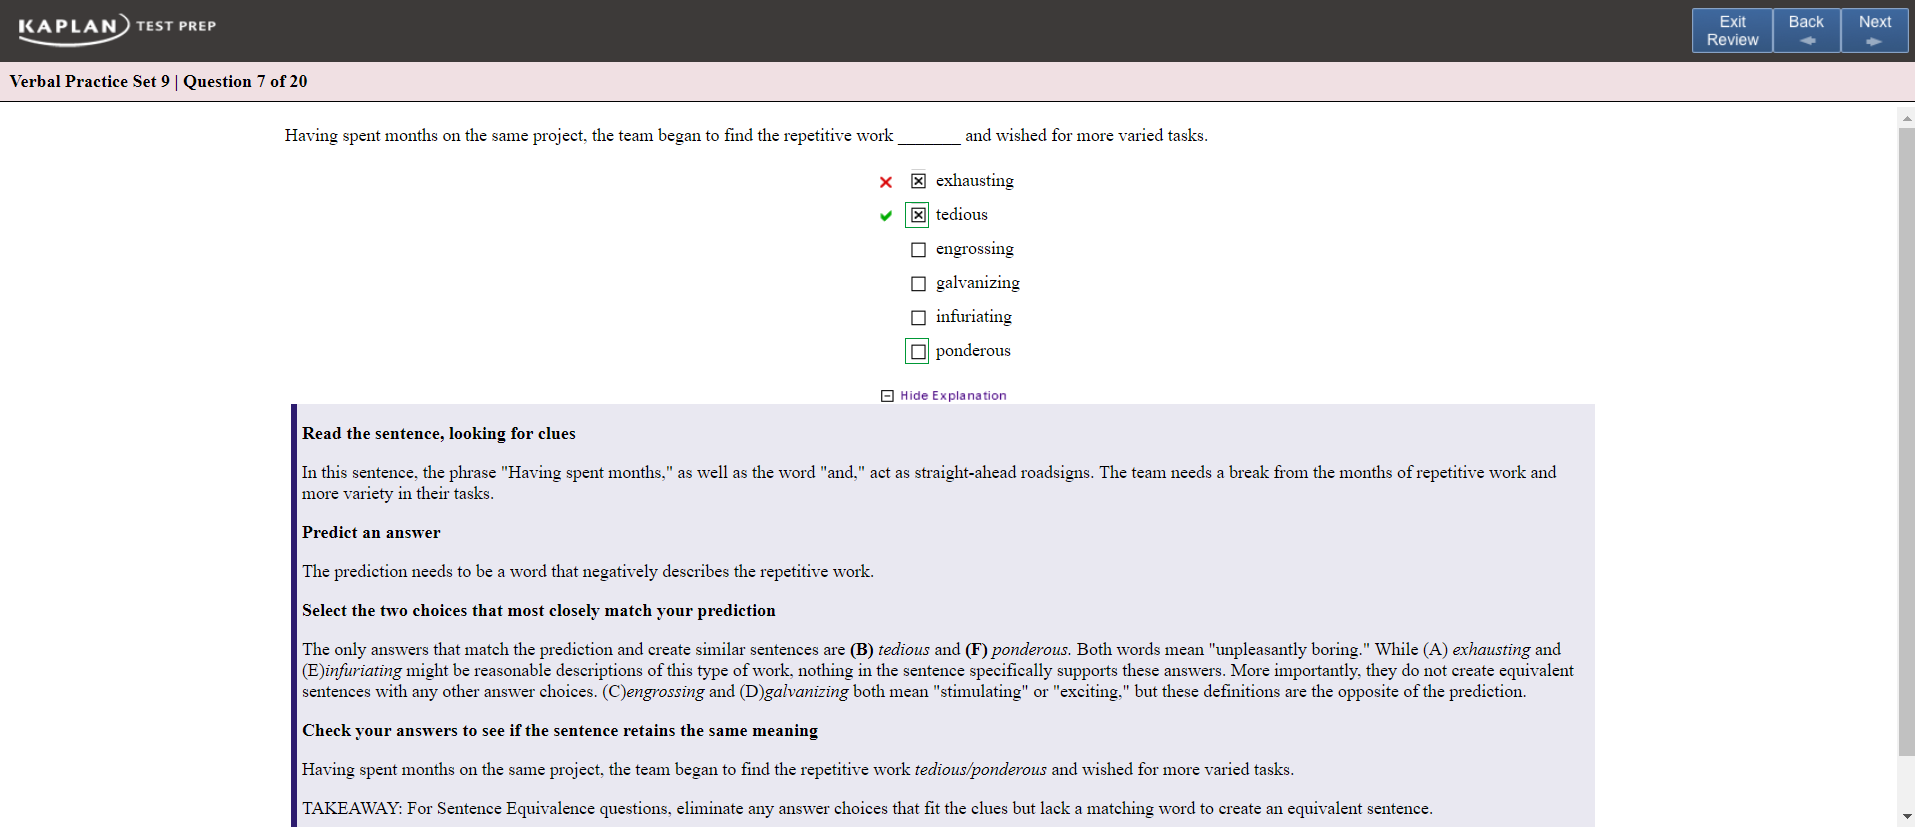 KAPLAN TEST PREP
Exit Review
Back
Next
Verbal Practice Set 9 | Question 7 of 20
Having spent months on the same project, the team began to find the repetitive work _______ and wished for more varied tasks.
exhausting
tedious
engrossing
galvanizing
infuriating
ponderous
Hide Explanation
Read the sentence, looking for clues
In this sentence, the phrase "Having spent months," as well as the word "and," act as straight-ahead roadsigns. The team needs a break from the months of repetitive work and
more variety in their tasks.
Predict an answer
The prediction needs to be a word that negatively describes the repetitive work.
Select the two choices that most closely match your prediction
The only answers that match the prediction and create similar sentences are (B) tedious and (F) ponderous. Both words mean "unpleasantly boring." While (A) exhausting and
(E)infuriating might be reasonable descriptions of this type of work, nothing in the sentence specifically supports these answers. More importantly, they do not create equivalent
sentences with any other answer choices. (C)engrossing and (D)galvanizing both mean "stimulating" or "exciting," but these definitions are the opposite of the prediction.
Check your answers to see if the sentence retains the same meaning
Having spent months on the same project, the team began to find the repetitive work tedious/ponderous and wished for more varied tasks.
TAKEAWAY: For Sentence Equivalence questions, eliminate any answer choices that fit the clues but lack a matching word to create an equivalent sentence.